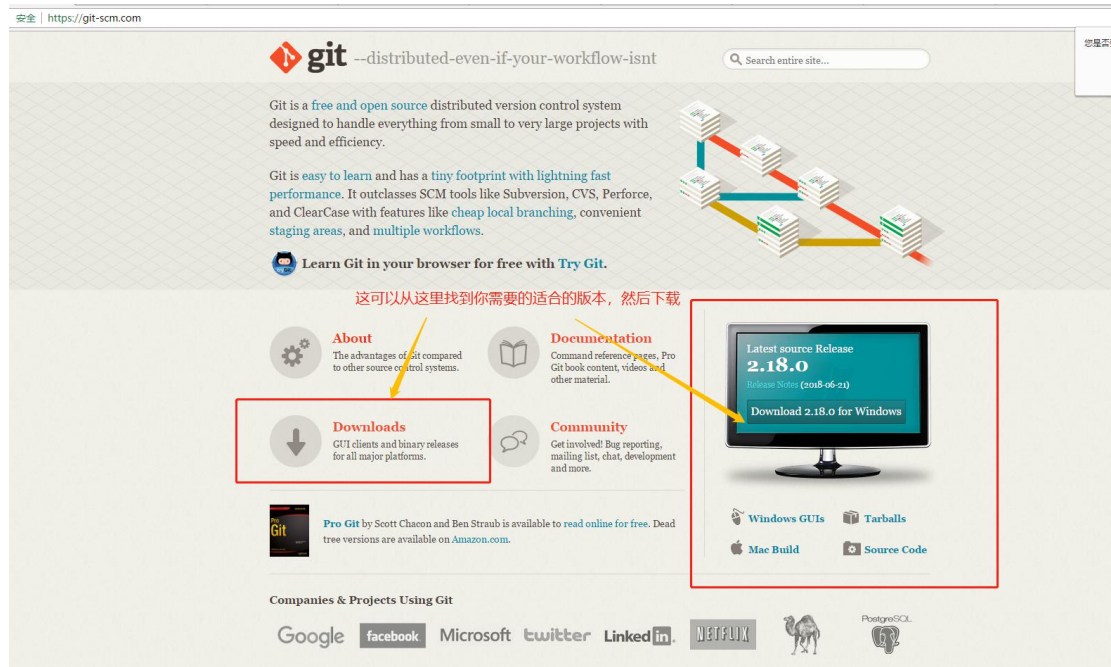 安全 | https://git-scm.com
您是否
git --distributed-even-if-your-workflow-isnt
Search entire site...
Git is a free and open source distributed version control system
designed to handle everything from small to very large projects with
speed and efficiency.
Git is easy to learn and has a tiny footprint with lightning fast
performance. It outclasses SCM tools like Subversion, CVS, Perforce,
and ClearCase with features like cheap local branching, convenient
staging areas, and multiple workflows.
Learn Git in your browser for free with Try Git.
这可以从这里找到你需要的适合的版本，然后下载
About
The advantages of Git compared
to other source control systems.
Documentation
Command reference pages, Pro
Git book content, videos and
other material.
Downloads
GUI clients and binary releases
for all major platforms.
Community
Get involved! Bug reporting,
mailing list, chat, development
and more.
Latest source Release
2.18.0
Release Notes (2018-06-21)
Download 2.18.0 for Windows
Windows GUIs
Tarballs
Mac Build
Source Code
Pro
Git
Pro Git by Scott Chacon and Ben Straub is available to read online for free. Dead
tree versions are available on Amazon.com.
Companies & Projects Using Git
Google
facebook
Microsoft
twitter
Linked in.
NETFLIX
PostgreSQL